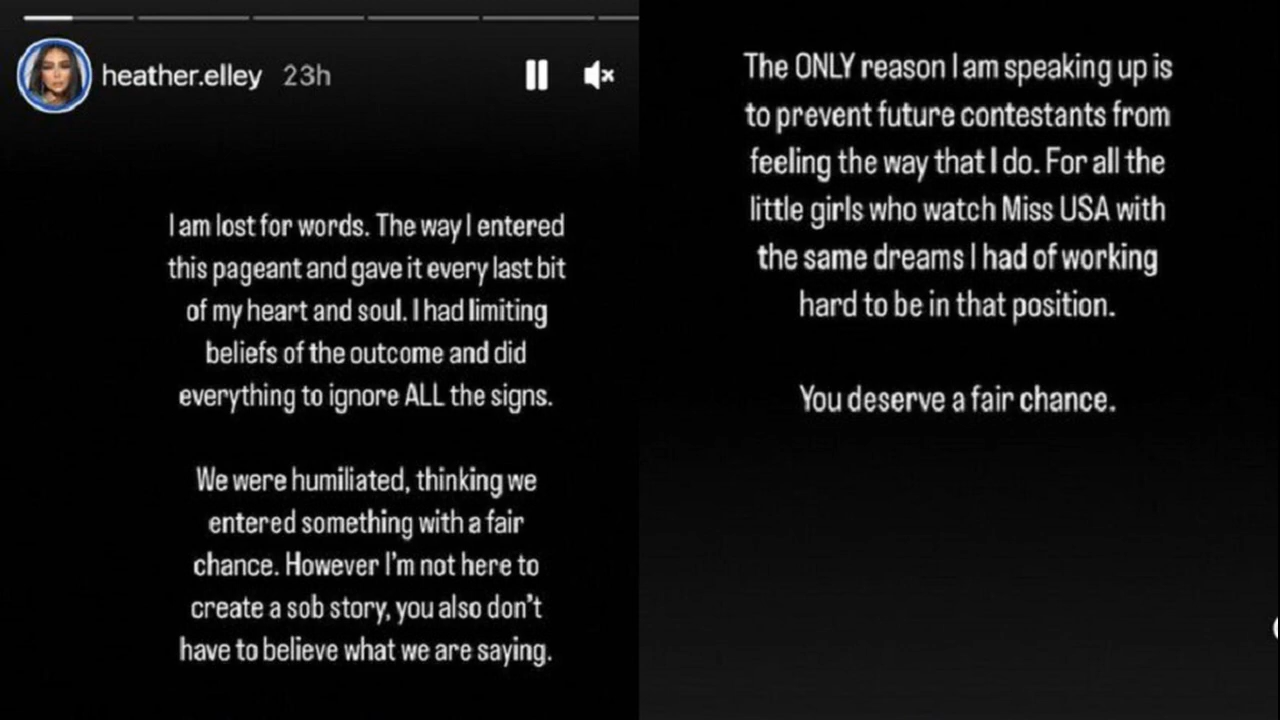 heather.elley 23h
I am lost for words. The way I entered
this pageant and gave it every last bit
of my heart and soul. I had limiting
beliefs of the outcome and did
everything to ignore ALL the signs.
We were humiliated, thinking we
entered something with a fair
chance. However I'm not here to
create a sob story, you also don't
have to believe what we are saying.
The ONLY reason I am speaking up is
to prevent future contestants from
feeling the way that I do. For all the
little girls who watch Miss USA with
the same dreams I had of working
hard to be in that position.
You deserve a fair chance.